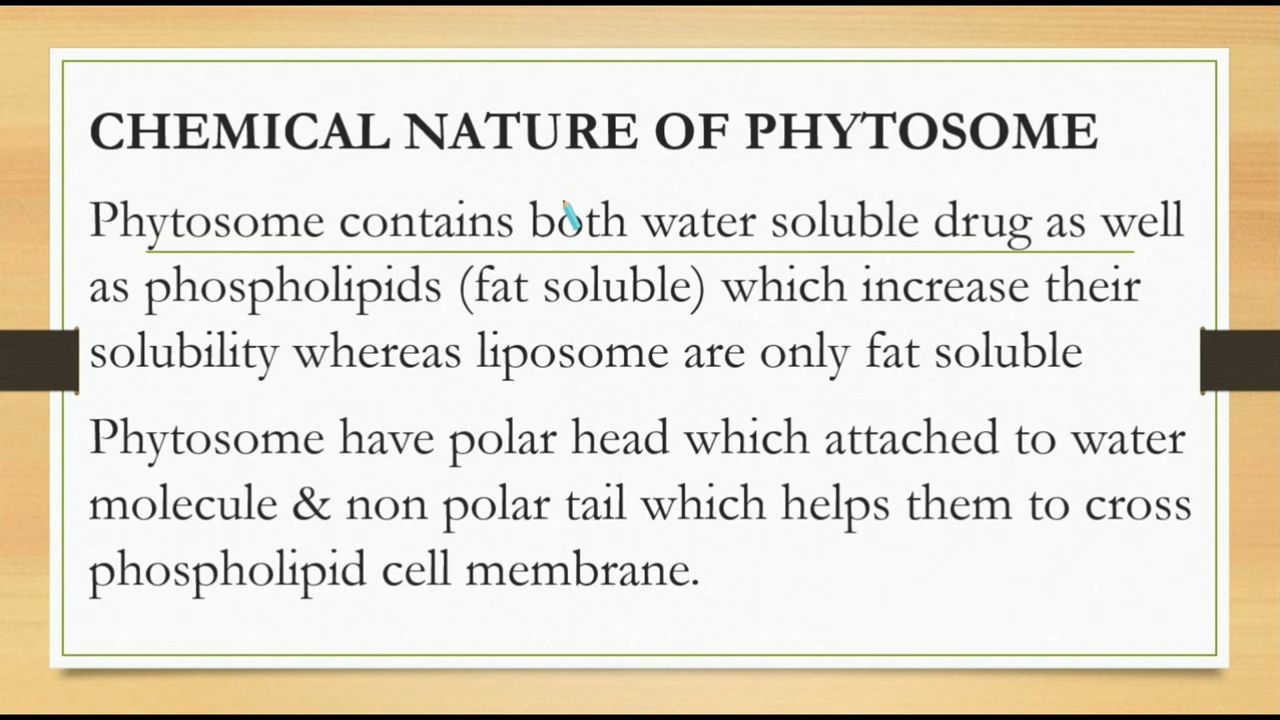 CHEMICAL NATURE OF PHYTOSOME
Phytosome contains both water soluble drug as well
as phospholipids (fat soluble) which increase their
solubility whereas liposome are only fat soluble
Phytosome have polar head which attached to water
molecule & non polar tail which helps them to cross
phospholipid cell membrane.